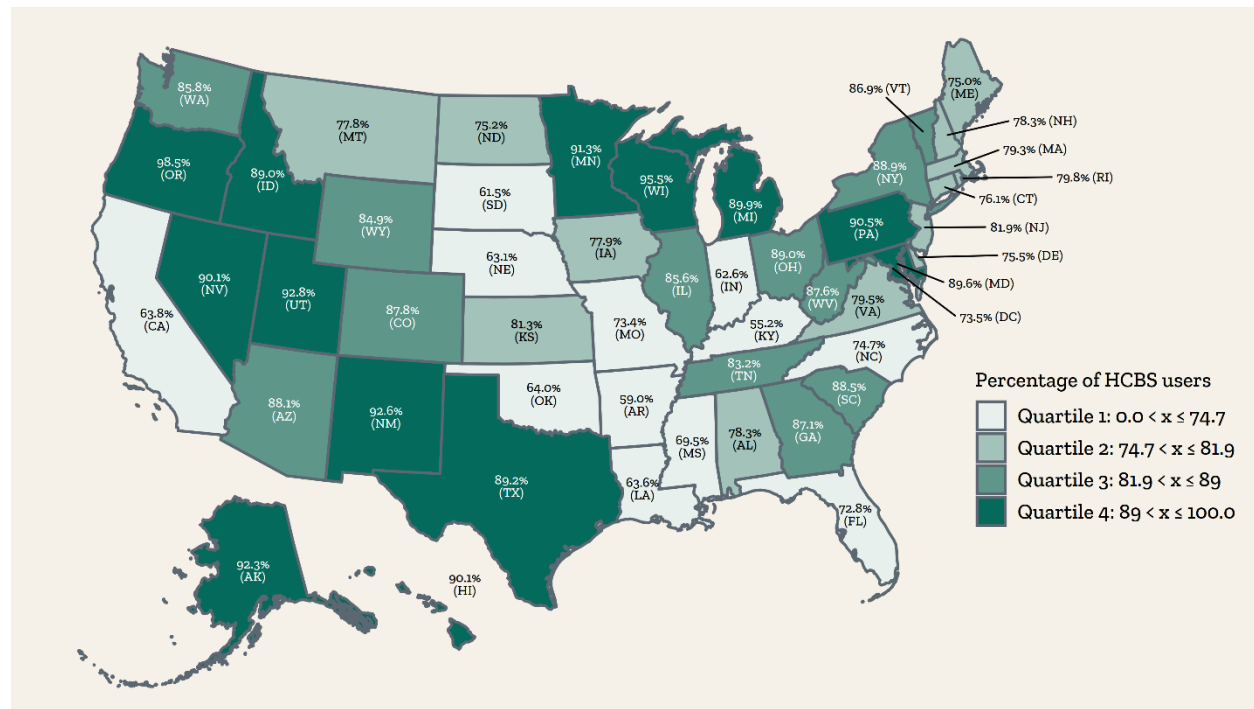 85.8%
(WA)
98.5%
(OR)
89.0%
(ID)
77.8%
(MT)
75.2%
(ND)
91.3%
(MN)
95.5%
(WI)
89.9%
(MI)
86.9% (VT)
75.0%
(ME)
78.3% (NH)
79.3% (MA)
79.8% (RI)
76.1% (CT)
88.9%
(NY)
61.5%
(SD)
84.9%
(WY)
63.1%
(NE)
77.9%
(IA)
85.6%
(IL)
62.6%
(IN)
89.0%
(OH)
90.5%
(PA)
81.9% (NJ)
75.5% (DE)
89.6% (MD)
73.5% (DC)
87.6%
(WV)
79.5%
(VA)
63.8%
(CA)
90.1%
(NV)
92.8%
(UT)
87.8%
(CO)
81.3%
(KS)
73.4%
(MO)
55.2%
(KY)
74.7%
(NC)
83.2%
(TN)
88.5%
(SC)
88.1%
(AZ)
92.6%
(NM)
64.0%
(OK)
59.0%
(AR)
69.5%
(MS)
78.3%
(AL)
87.1%
(GA)
89.2%
(TX)
63.6%
(LA)
72.8%
(FL)
92.3%
(AK)
90.1%
(HI)
Percentage of HCBS users
Quartile 1: 0.0 < x ≤ 74.7
Quartile 2: 74.7 < x ≤ 81.9
Quartile 3: 81.9 < x ≤ 89
Quartile 4: 89 < x ≤ 100.0